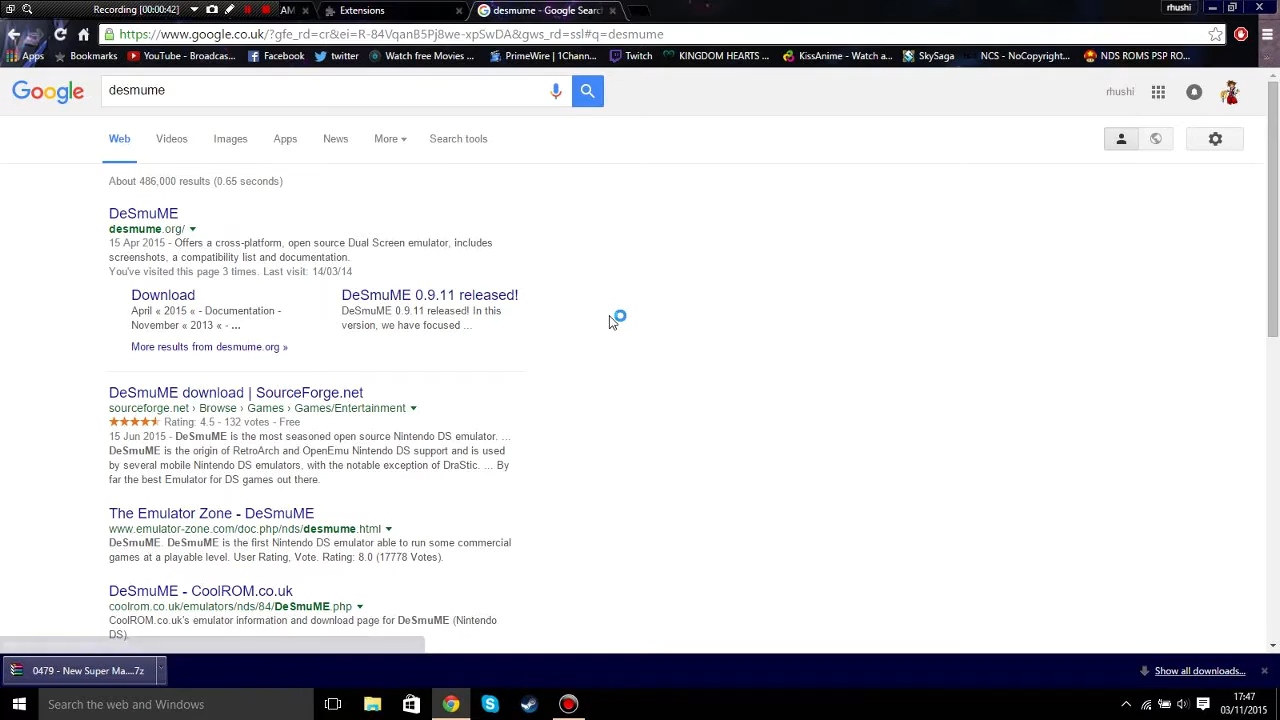 Recording [00:00:42]
AM
Extensions
desmume - Google Searc
rhushi
https://www.google.co.uk/?gfe_rd=cr&ei=R-84VqanB5Pj8we-xpSwDA&gws_rd=ssl#q=desmume
Apps
Bookmarks
YouTube - Broadcas...
Facebook
twitter
Watch free Movies ...
PrimeWire | 1Chann...
Twitch
KINGDOM HEARTS ...
KissAnime - Watch a...
SkySaga
NCS - NoCopyright...
NDS ROMS PSP RO...
Google
desmume
rhushi
Web
Videos
Images
Apps
News
More
Search tools
About 486,000 results (0.65 seconds)
DeSmuME
desmume.org/
15 Apr 2015 - Offers a cross-platform, open source Dual Screen emulator, includes
screenshots, a compatibility list and documentation.
You've visited this page 3 times. Last visit: 14/03/14
Download
April « 2015 « - Documentation -
November « 2013 « - ...
DeSmuME 0.9.11 released!
DeSmuME 0.9.11 released! In this
version, we have focused ...
More results from desmume.org »
DeSmuME download | SourceForge.net
sourceforge.net › Browse › Games › Games/Entertainment
Rating: 4.5 - 132 votes - Free
15 Jun 2015 - DeSmuME is the most seasoned open source Nintendo DS emulator. ...
DeSmuME is the origin of RetroArch and OpenEmu Nintendo DS support and is used
by several mobile Nintendo DS emulators, with the notable exception of DraStic. ... By
far the best Emulator for DS games out there.
The Emulator Zone - DeSmuME
www.emulator-zone.com/doc.php/nds/desmume.html
DeSmuME. DeSmuME is the first Nintendo DS emulator able to run some commercial
games at a playable level. User Rating, Vote. Rating: 8.0 (17778 Votes).
DeSmuME - CoolROM.co.uk
coolrom.co.uk/emulators/nds/84/DeSmuME.php
CoolROM.co.uk's emulator information and download page for DeSmuME (Nintendo
DS).
0479 - New Super Ma....7z
Show all downloads...
Search the web and Windows
17:47
03/11/2015